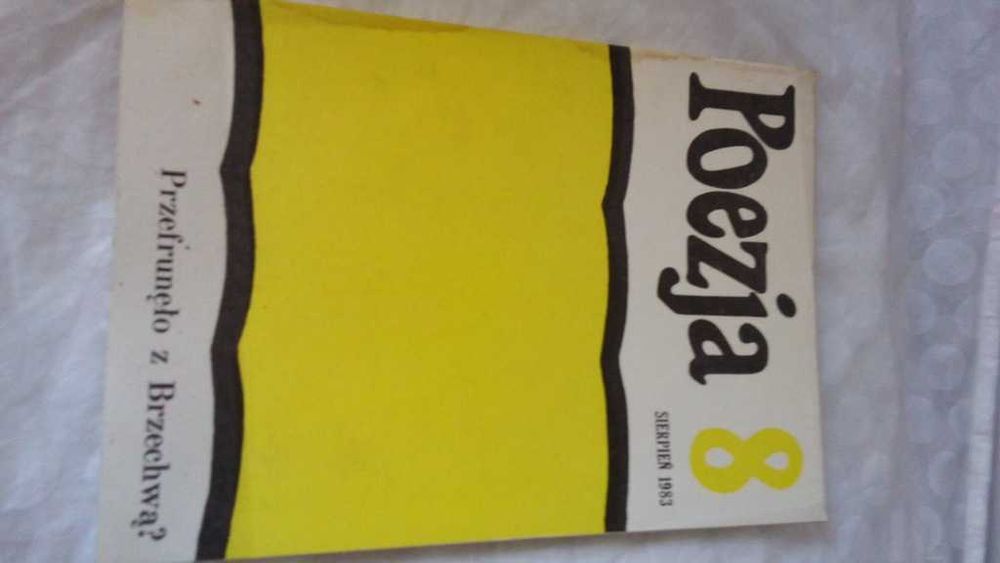 Poezja 8
SIERPIEŃ 1983
Przefrunęło z Brzechwą?